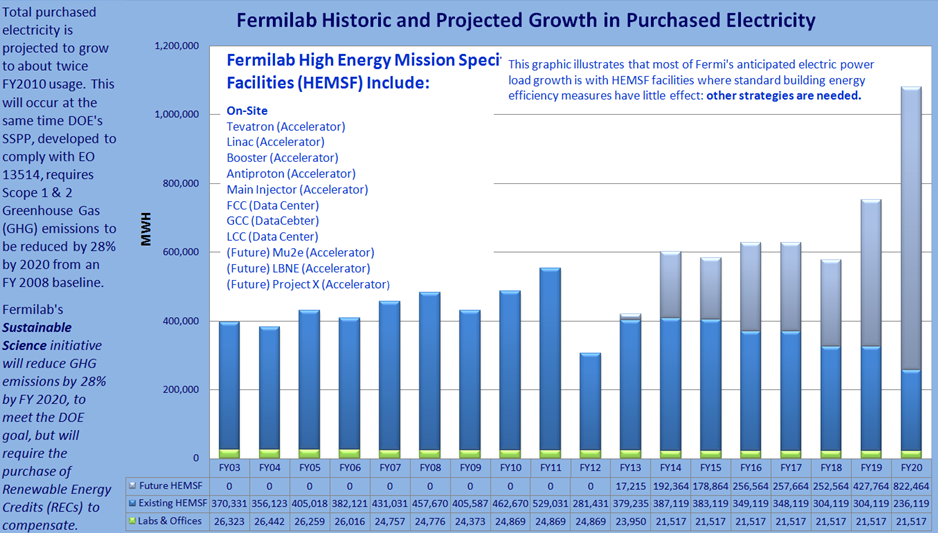 Fermilab Historic and Projected Growth in Purchased Electricity
Total purchased
electricity is
projected to grow
to about twice
FY2010 usage. This
will occur at the
same time DOE's
SSPP, developed to
comply with EO
13514, requires
Scope 1 & 2
Greenhouse Gas
(GHG) emissions to
be reduced by 28%
by 2020 from an
FY 2008 baseline.
Fermilab's
Sustainable
Science initiative
will reduce GHG
emissions by 28%
by FY 2020, to
meet the DOE
goal, but will
require the
purchase of
Renewable Energy
Credits (RECs) to
compensate.
MWH
1,200,000
1,000,000
800,000
600,000
400,000
200,000
0
Fermilab High Energy Mission Speci
Facilities (HEMSF) Include:
On-Site
Tevatron (Accelerator)
Linac (Accelerator)
Booster (Accelerator)
Antiproton (Accelerator)
Main Injector (Accelerator)
FCC (Data Center)
GCC (DataCebter)
LCC (Data Center)
(Future) Mu2e (Accelerator)
(Future) LBNE (Accelerator)
(Future) Project X (Accelerator)
This graphic illustrates that most of Fermi's anticipated electric power
load growth is with HEMSF facilities where standard building energy
efficiency measures have little effect: other strategies are needed.
FY03 FY04 FY05 FY06 FY07 FY08 FY09 FY10 FY11 FY12 FY13 FY14 FY15 FY16 FY17 FY18 FY19 FY20
Future HEMSF 0 0 0 0 0 0 0 0 0 0 17,215 192,364 178,864 256,564 257,664 252,564 427,764 822,464
Existing HEMSF 370,331 356,123 405,018 382,121 431,031 457,670 405,587 462,670 529,031 281,431 379,235 387,119 383,119 349,119 348,119 304,119 304,119 236,119
Labs & Offices 26,323 26,442 26,259 26,016 24,757 24,776 24,373 24,869 24,869 24,869 23,950 21,517 21,517 21,517 21,517 21,517 21,517 21,517